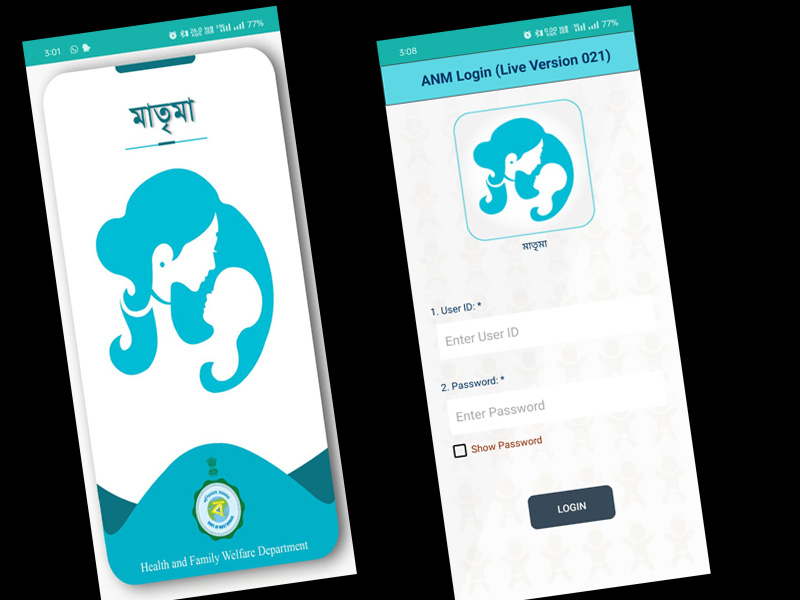 3:01
77%
মাতৃমা
Health and Family Welfare Department
3:08
77%
ANM Login (Live Version 021)
মাতৃমা
1. User ID: *
Enter User ID
2. Password: *
Enter Password
Show Password
LOGIN